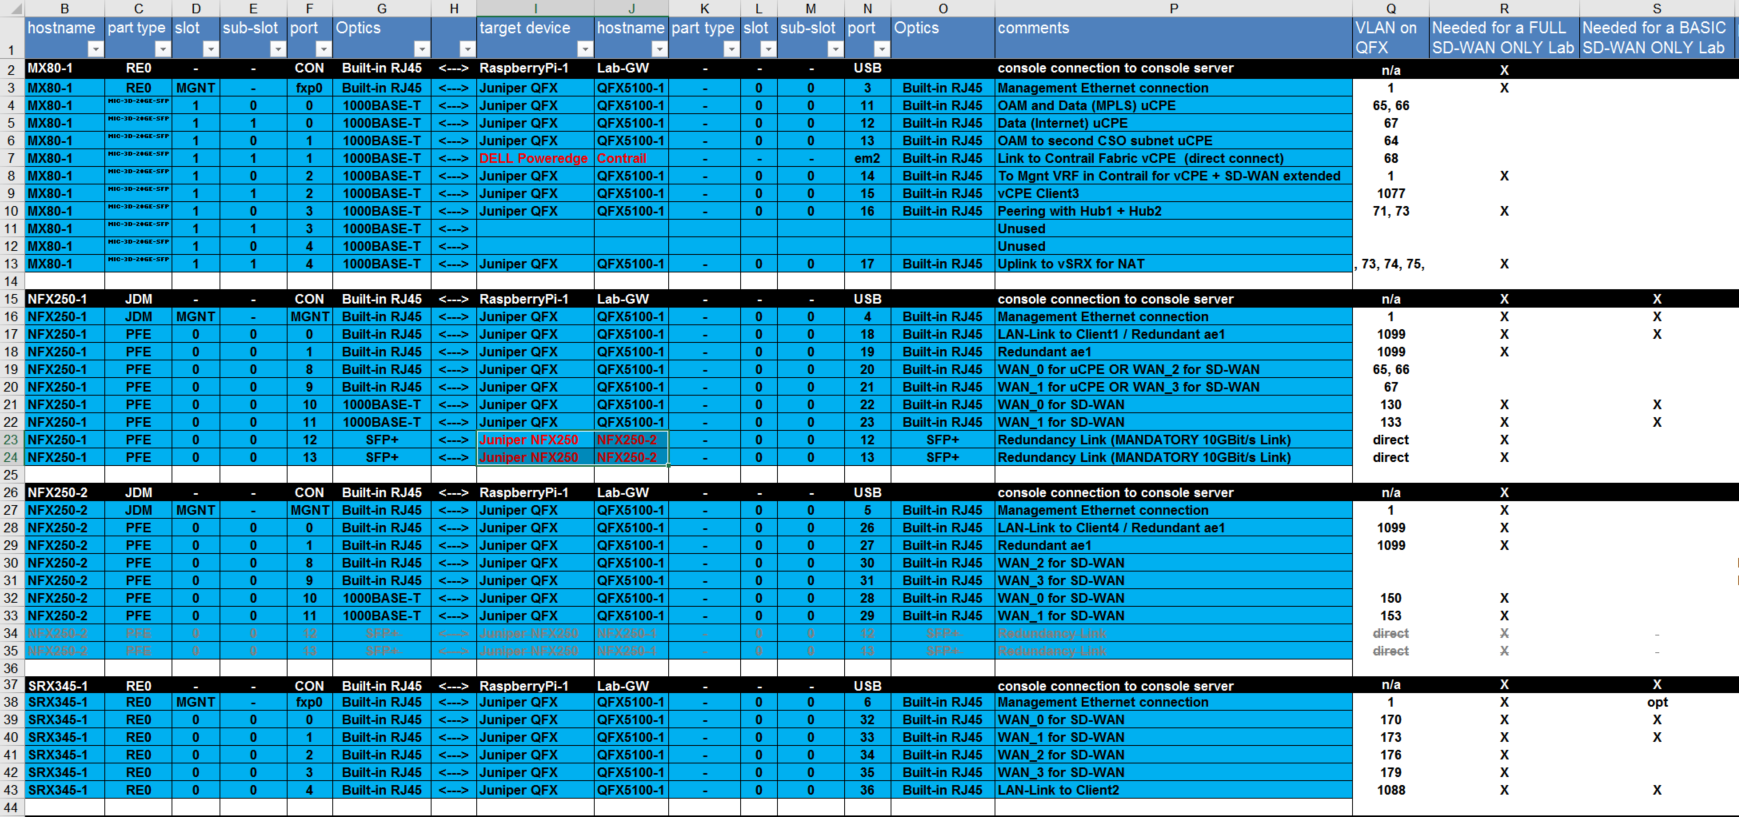 B C D E F G H I J K L M N O P Q R S
1 hostname part type slot sub-slot port Optics target device hostname part type slot sub-slot port Optics comments VLAN on QFX Needed for a FULL SD-WAN ONLY Lab Needed for a BASIC SD-WAN ONLY Lab
2 MX80-1 RE0 - - CON Built-in RJ45 <---> RaspberryPi-1 Lab-GW - - - USB console connection to console server n/a X
3 MX80-1 RE0 MGNT - fxp0 Built-in RJ45 <---> Juniper QFX QFX5100-1 - 0 0 3 Built-in RJ45 Management Ethernet connection 1 X
4 MX80-1 MIC-3D-20GE-SFP 1 0 0 1000BASE-T <---> Juniper QFX QFX5100-1 - 0 0 11 Built-in RJ45 OAM and Data (MPLS) uCPE 65, 66
5 MX80-1 MIC-3D-20GE-SFP 1 1 0 1000BASE-T <---> Juniper QFX QFX5100-1 - 0 0 12 Built-in RJ45 Data (Internet) uCPE 67
6 MX80-1 MIC-3D-20GE-SFP 1 0 1 1000BASE-T <---> Juniper QFX QFX5100-1 - 0 0 13 Built-in RJ45 OAM to second CSO subnet uCPE 64
7 MX80-1 MIC-3D-20GE-SFP 1 1 1 1000BASE-T <---> DELL Poweredge Contrail - - - em2 Built-in RJ45 Link to Contrail Fabric vCPE (direct connect) 68
8 MX80-1 MIC-3D-20GE-SFP 1 0 2 1000BASE-T <---> Juniper QFX QFX5100-1 - 0 0 14 Built-in RJ45 To Mgnt VRF in Contrail for vCPE + SD-WAN extended 1 X
9 MX80-1 MIC-3D-20GE-SFP 1 1 2 1000BASE-T <---> Juniper QFX QFX5100-1 - 0 0 15 Built-in RJ45 vCPE Client3 1077
10 MX80-1 MIC-3D-20GE-SFP 1 0 3 1000BASE-T <---> Juniper QFX QFX5100-1 - 0 0 16 Built-in RJ45 Peering with Hub1 + Hub2 71, 73 X
11 MX80-1 MIC-3D-20GE-SFP 1 1 3 1000BASE-T <---> Unused
12 MX80-1 MIC-3D-20GE-SFP 1 0 4 1000BASE-T <---> Unused
13 MX80-1 MIC-3D-20GE-SFP 1 1 4 1000BASE-T <---> Juniper QFX QFX5100-1 - 0 0 17 Built-in RJ45 Uplink to vSRX for NAT , 73, 74, 75, X
14
15 NFX250-1 JDM - - CON Built-in RJ45 <---> RaspberryPi-1 Lab-GW - - - USB console connection to console server n/a X X
16 NFX250-1 JDM MGNT - MGNT Built-in RJ45 <---> Juniper QFX QFX5100-1 - 0 0 4 Built-in RJ45 Management Ethernet connection 1 X X
17 NFX250-1 PFE 0 0 0 Built-in RJ45 <---> Juniper QFX QFX5100-1 - 0 0 18 Built-in RJ45 LAN-Link to Client1 / Redundant ae1 1099 X X
18 NFX250-1 PFE 0 0 1 Built-in RJ45 <---> Juniper QFX QFX5100-1 - 0 0 19 Built-in RJ45 Redundant ae1 1099 X
19 NFX250-1 PFE 0 0 8 Built-in RJ45 <---> Juniper QFX QFX5100-1 - 0 0 20 Built-in RJ45 WAN_0 for uCPE OR WAN_2 for SD-WAN 65, 66
20 NFX250-1 PFE 0 0 9 Built-in RJ45 <---> Juniper QFX QFX5100-1 - 0 0 21 Built-in RJ45 WAN_1 for uCPE OR WAN_3 for SD-WAN 67
21 NFX250-1 PFE 0 0 10 1000BASE-T <---> Juniper QFX QFX5100-1 - 0 0 22 Built-in RJ45 WAN_0 for SD-WAN 130 X X
22 NFX250-1 PFE 0 0 11 1000BASE-T <---> Juniper QFX QFX5100-1 - 0 0 23 Built-in RJ45 WAN_1 for SD-WAN 133 X X
23 NFX250-1 PFE 0 0 12 SFP+ <---> Juniper NFX250 NFX250-2 - 0 0 12 SFP+ Redundancy Link (MANDATORY 10GBit/s Link) direct X
24 NFX250-1 PFE 0 0 13 SFP+ <---> Juniper NFX250 NFX250-2 - 0 0 13 SFP+ Redundancy Link (MANDATORY 10GBit/s Link) direct X
25
26 NFX250-2 JDM - - CON Built-in RJ45 <---> RaspberryPi-1 Lab-GW - - - USB console connection to console server n/a X
27 NFX250-2 JDM MGNT - MGNT Built-in RJ45 <---> Juniper QFX QFX5100-1 - 0 0 5 Built-in RJ45 Management Ethernet connection 1 X
28 NFX250-2 PFE 0 0 0 Built-in RJ45 <---> Juniper QFX QFX5100-1 - 0 0 26 Built-in RJ45 LAN-Link to Client4 / Redundant ae1 1099 X
29 NFX250-2 PFE 0 0 1 Built-in RJ45 <---> Juniper QFX QFX5100-1 - 0 0 27 Built-in RJ45 Redundant ae1 1099 X
30 NFX250-2 PFE 0 0 8 Built-in RJ45 <---> Juniper QFX QFX5100-1 - 0 0 30 Built-in RJ45 WAN_2 for SD-WAN
31 NFX250-2 PFE 0 0 9 Built-in RJ45 <---> Juniper QFX QFX5100-1 - 0 0 31 Built-in RJ45 WAN_3 for SD-WAN
32 NFX250-2 PFE 0 0 10 1000BASE-T <---> Juniper QFX QFX5100-1 - 0 0 28 Built-in RJ45 WAN_0 for SD-WAN 150 X
33 NFX250-2 PFE 0 0 11 1000BASE-T <---> Juniper QFX QFX5100-1 - 0 0 29 Built-in RJ45 WAN_1 for SD-WAN 153 X
34 NFX250-2 PFE 0 0 12 SFP+ <---> Juniper NFX250 NFX250-1 - 0 0 12 SFP+ Redundancy Link direct X -
35 NFX250-2 PFE 0 0 13 SFP+ <---> Juniper NFX250 NFX250-1 - 0 0 13 SFP+ Redundancy Link direct X -
36
37 SRX345-1 RE0 - - CON Built-in RJ45 <---> RaspberryPi-1 Lab-GW - - - USB console connection to console server n/a X X
38 SRX345-1 RE0 MGNT - fxp0 Built-in RJ45 <---> Juniper QFX QFX5100-1 - 0 0 6 Built-in RJ45 Management Ethernet connection 1 X opt
39 SRX345-1 RE0 0 0 0 Built-in RJ45 <---> Juniper QFX QFX5100-1 - 0 0 32 Built-in RJ45 WAN_0 for SD-WAN 170 X X
40 SRX345-1 RE0 0 0 1 Built-in RJ45 <---> Juniper QFX QFX5100-1 - 0 0 33 Built-in RJ45 WAN_1 for SD-WAN 173 X X
41 SRX345-1 RE0 0 0 2 Built-in RJ45 <---> Juniper QFX QFX5100-1 - 0 0 34 Built-in RJ45 WAN_2 for SD-WAN 176 X
42 SRX345-1 RE0 0 0 3 Built-in RJ45 <---> Juniper QFX QFX5100-1 - 0 0 35 Built-in RJ45 WAN_3 for SD-WAN 179 X
43 SRX345-1 RE0 0 0 4 Built-in RJ45 <---> Juniper QFX QFX5100-1 - 0 0 36 Built-in RJ45 LAN-Link to Client2 1088 X X
44